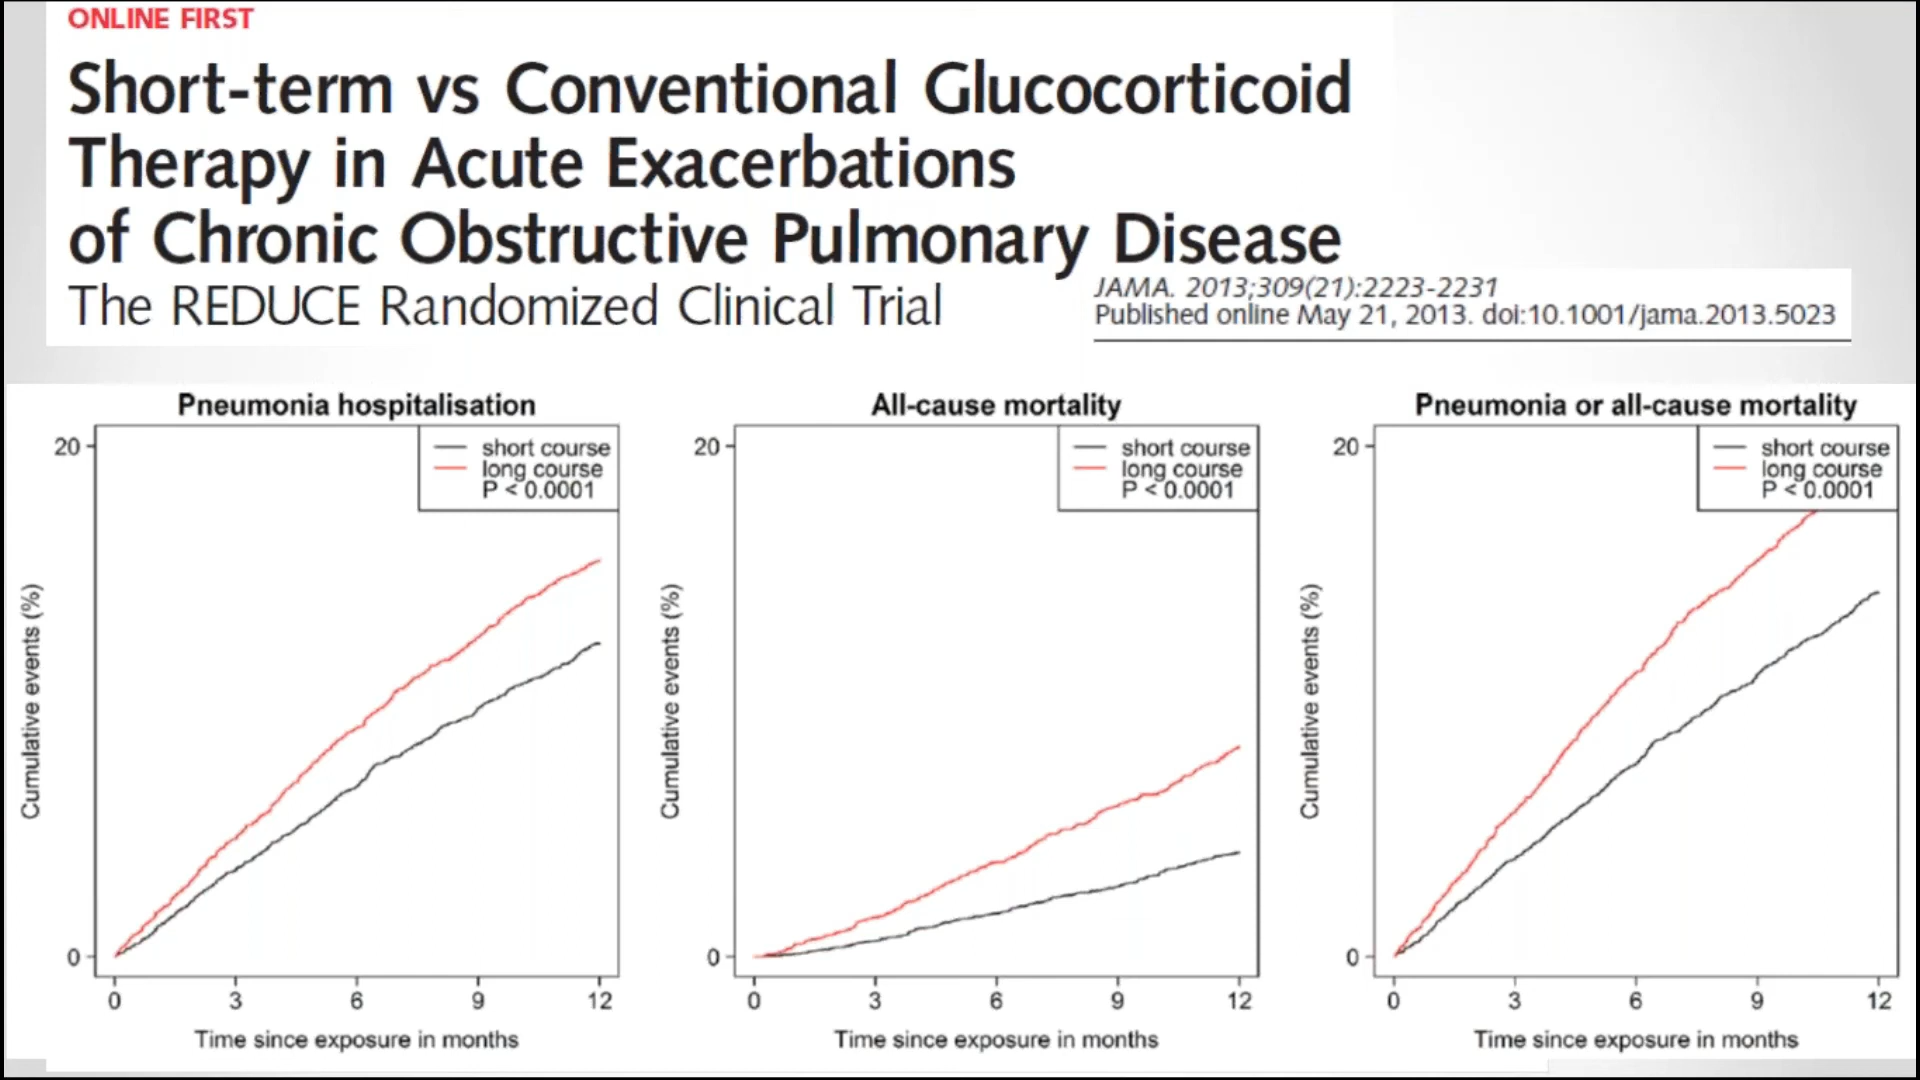 ONLINE FIRST
Short-term vs Conventional Glucocorticoid
Therapy in Acute Exacerbations
of Chronic Obstructive Pulmonary Disease
The REDUCE Randomized Clinical Trial
JAMA. 2013;309(21):2223-2231
Published online May 21, 2013. doi:10.1001/jama.2013.5023
Pneumonia hospitalisation
short course
long course
P < 0.0001
20
0
Cumulative events (%)
0 3 6 9 12
Time since exposure in months
All-cause mortality
short course
long course
P < 0.0001
20
0
Cumulative events (%)
0 3 6 9 12
Time since exposure in months
Pneumonia or all-cause mortality
short course
long course
P < 0.0001
20
0
Cumulative events (%)
0 3 6 9 12
Time since exposure in months